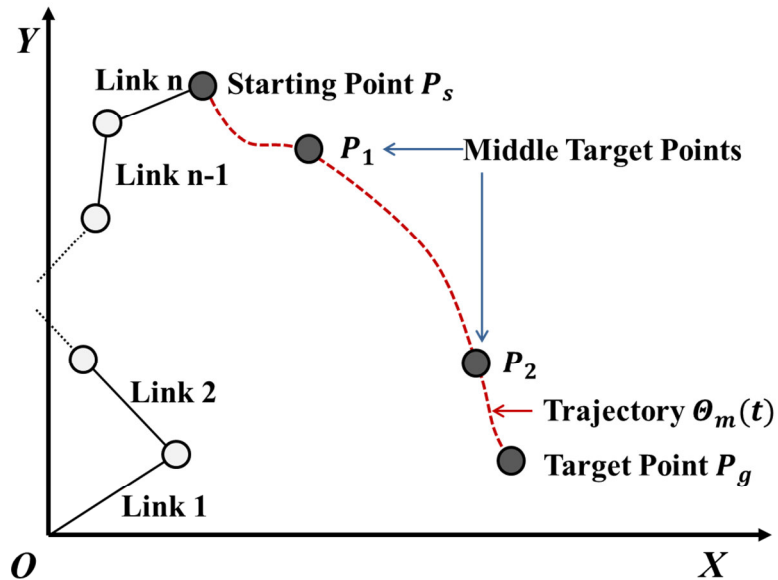 Y
Link n
Starting Point P_s
P_1
Middle Target Points
Link n-1
P_2
Link 2
Trajectory Θ_m(t)
Target Point P_g
Link 1
O
X